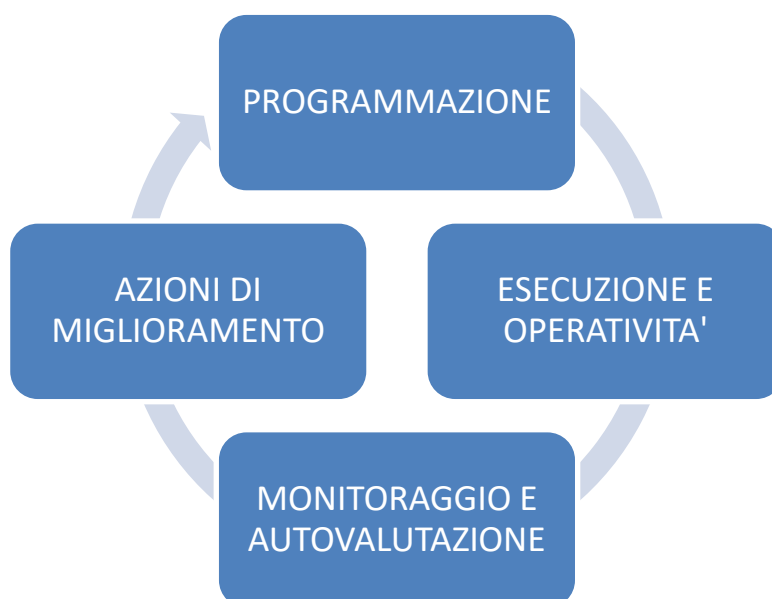 PROGRAMMAZIONE
ESECUZIONE E
OPERATIVITA'
MONITORAGGIO E
AUTOVALUTAZIONE
AZIONI DI
MIGLIORAMENTO